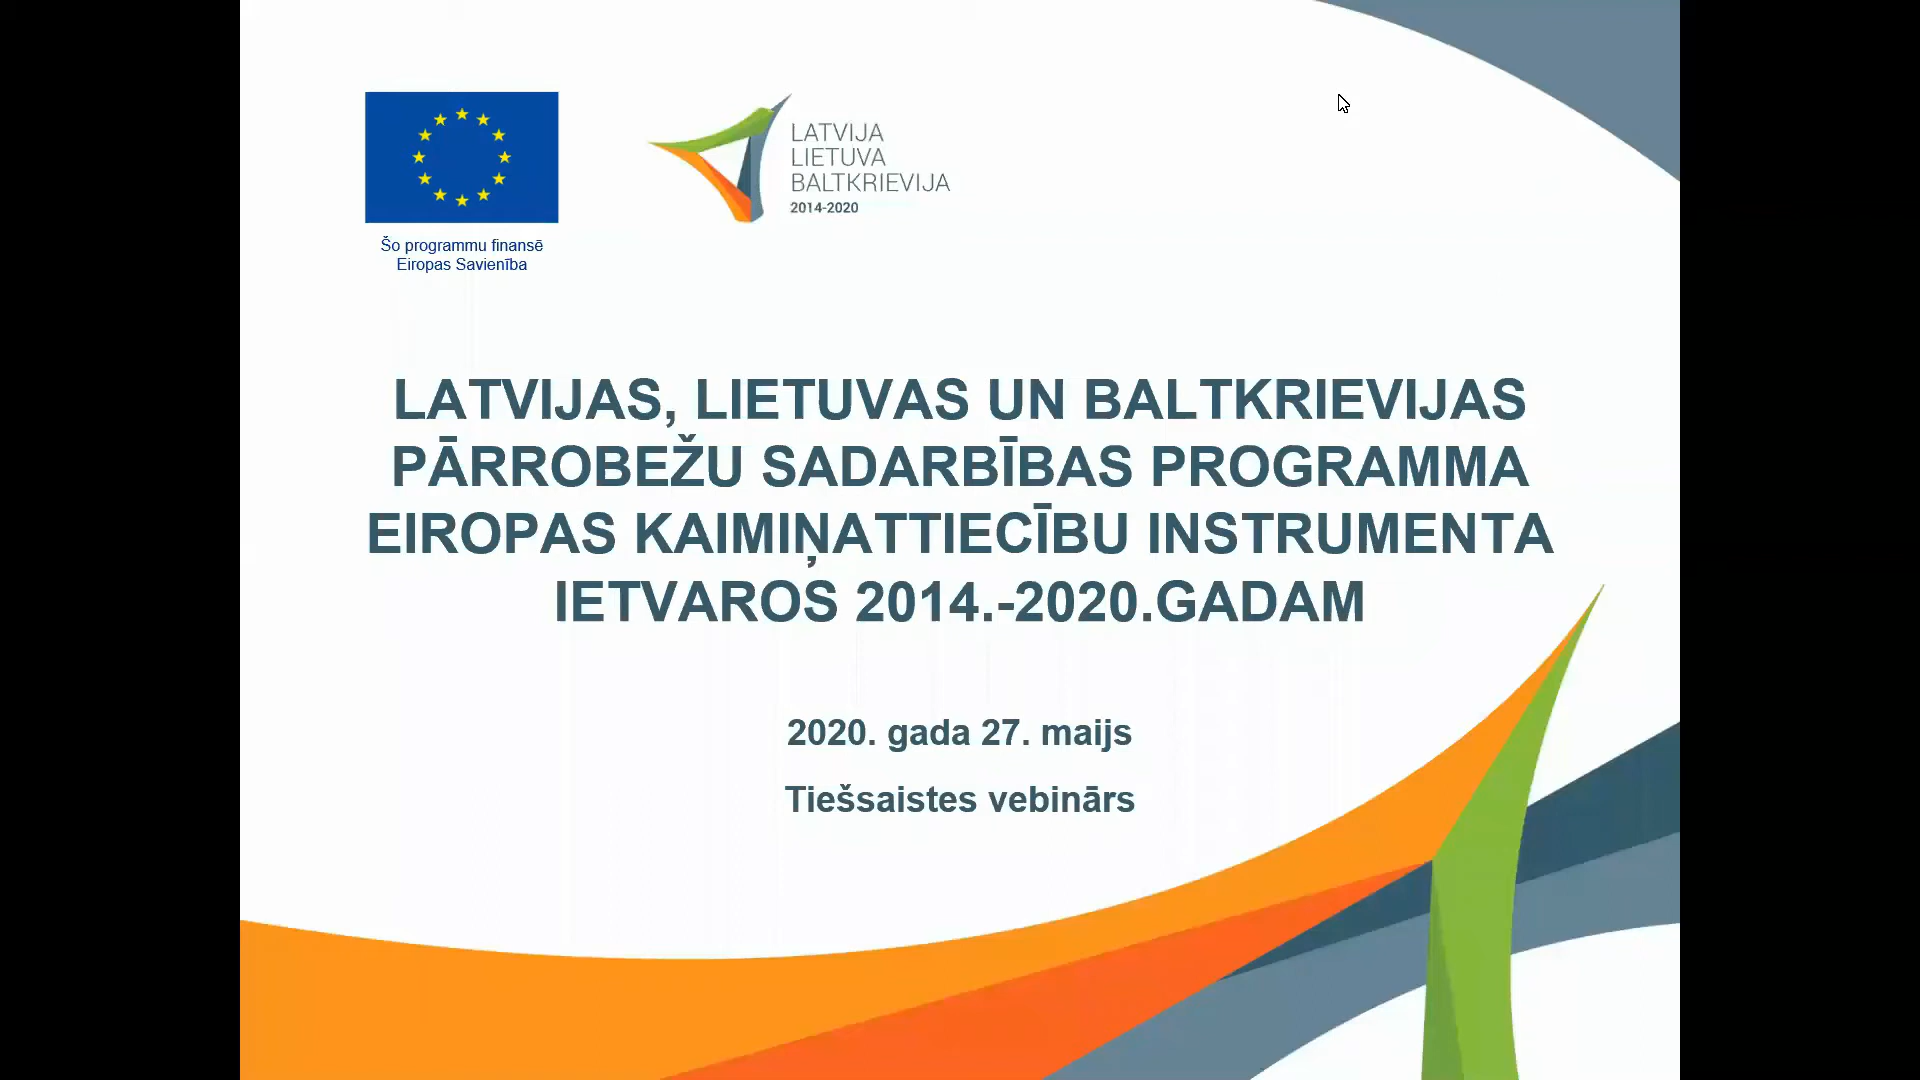 Šo programmu finansē
Eiropas Savienība
LATVIJA
LIETUVA
BALTKRIEVIJA
2014-2020
LATVIJAS, LIETUVAS UN BALTKRIEVIJAS
PĀRROBEŽU SADARBĪBAS PROGRAMMA
EIROPAS KAIMIŅATTIECĪBU INSTRUMENTA
IETVAROS 2014.-2020.GADAM
2020. gada 27. maijs
Tiešsaistes vebinārs